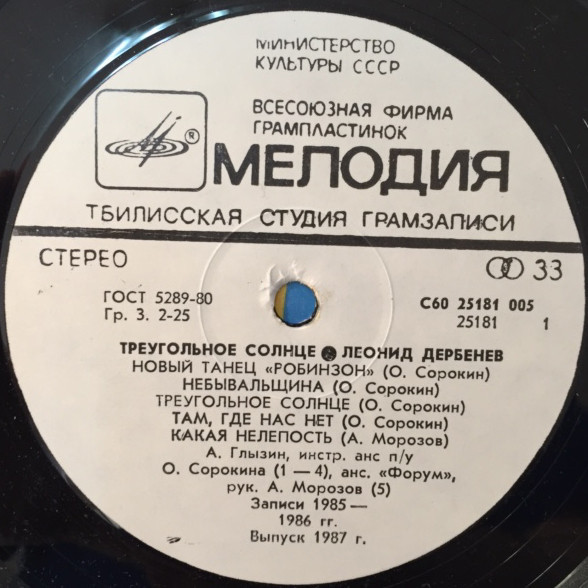 МИНИСТЕРСТВО
КУЛЬТУРЫ СССР
ВСЕСОЮЗНАЯ ФИРМА
ГРАМПЛАСТИНОК
®
МЕЛОДИЯ
ТБИЛИССКАЯ СТУДИЯ ГРАМЗАПИСИ
СТЕРЕО
33
ГОСТ 5289-80
Гр. 3. 2-25
С60 25181 005
25181 1
ТРЕУГОЛЬНОЕ СОЛНЦЕ ● ЛЕОНИД ДЕРБЕНЕВ
НОВЫЙ ТАНЕЦ «РОБИНЗОН» (О. Сорокин)
НЕБЫВАЛЬЩИНА (О. Сорокин)
ТРЕУГОЛЬНОЕ СОЛНЦЕ (О. Сорокин)
ТАМ, ГДЕ НАС НЕТ (О. Сорокин)
КАКАЯ НЕЛЕПОСТЬ (А. Морозов)
А. Глызин, инстр. анс п/у
О. Сорокина (1 — 4), анс. «Форум»,
рук. А. Морозов (5)
Записи 1985 —
1986 гг.
Выпуск 1987 г.